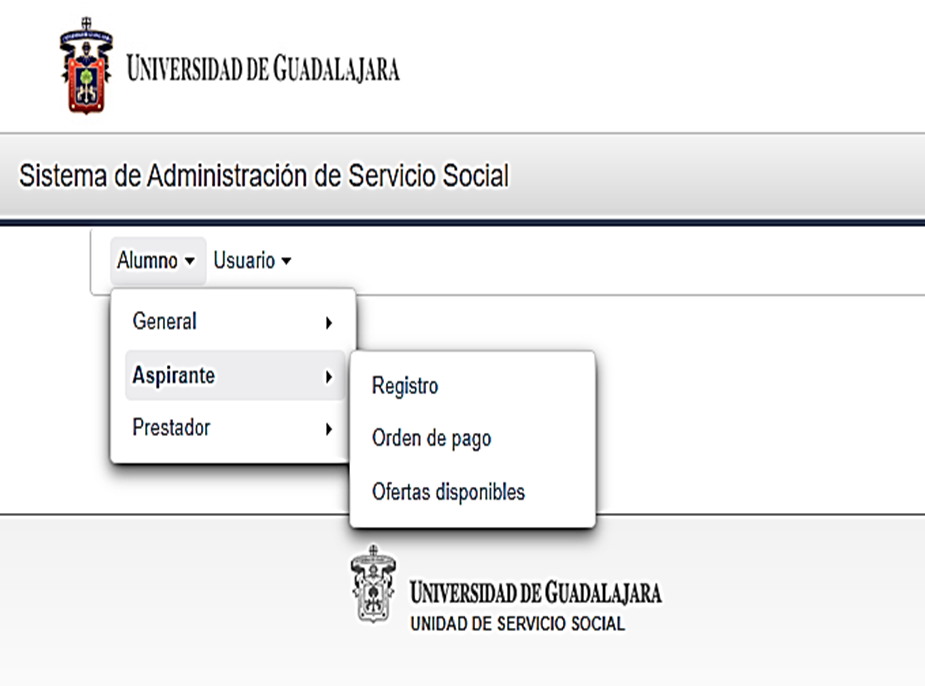 UNIVERSIDAD DE GUADALAJARA
Sistema de Administración de Servicio Social
Alumno Usuario
General
Aspirante
Prestador
Registro
Orden de pago
Ofertas disponibles
UNIVERSIDAD DE GUADALAJARA
UNIDAD DE SERVICIO SOCIAL